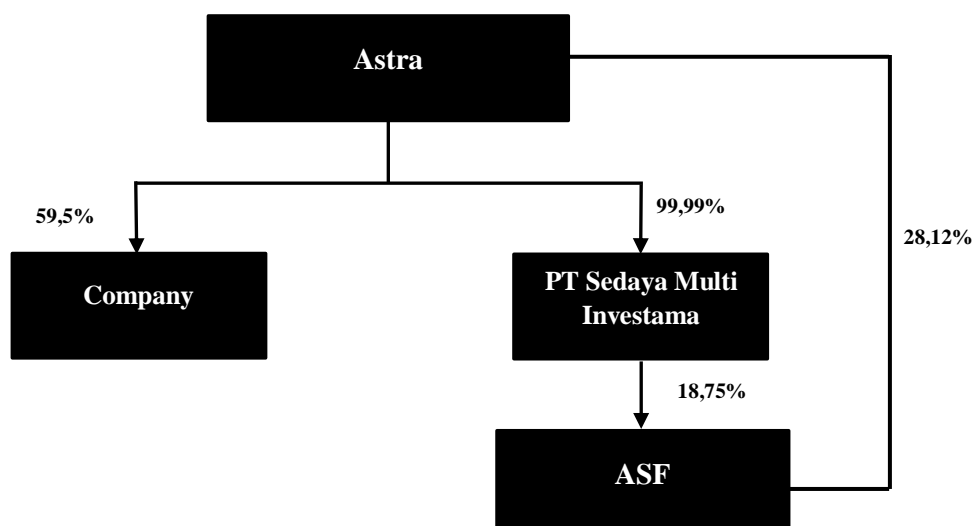 Astra
59,5%
99,99%
28,12%
Company
PT Sedaya Multi
Investama
18,75%
ASF